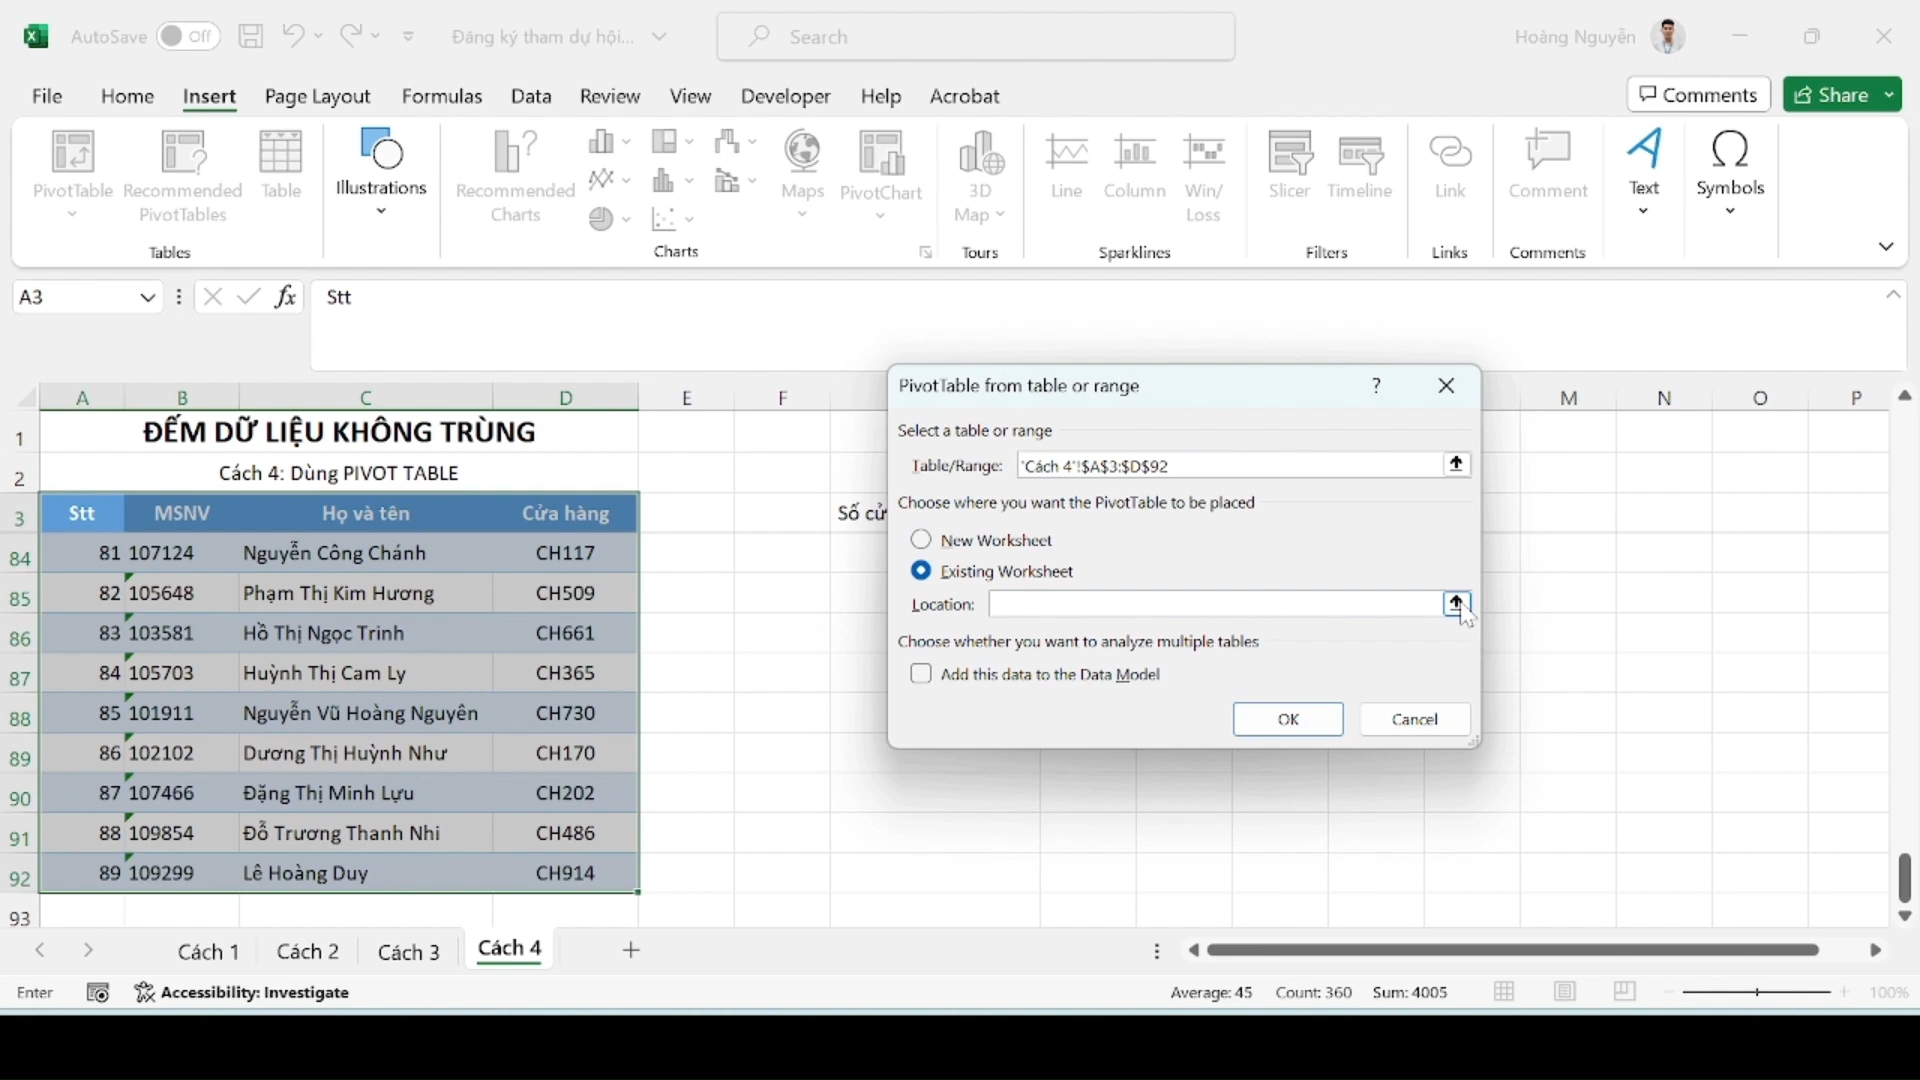 AutoSave Off Đăng ký tham dự hội... Search Hoàng Nguyễn
File Home Insert Page Layout Formulas Data Review View Developer Help Acrobat Comments Share
PivotTable Recommended PivotTables Table Illustrations Recommended Charts Maps PivotChart 3D Map Line Column Win/Loss Slicer Timeline Link Comment Text Symbols
Tables Charts Tours Sparklines Filters Links Comments
A3 fx Stt
A B C D E F M N O P
1 ĐẾM DỮ LIỆU KHÔNG TRÙNG
2 Cách 4: Dùng PIVOT TABLE
3 Stt MSNV Họ và tên Cửa hàng Số cử
84 81 107124 Nguyễn Công Chánh CH117
85 82 105648 Phạm Thị Kim Hương CH509
86 83 103581 Hồ Thị Ngọc Trinh CH661
87 84 105703 Huỳnh Thị Cam Ly CH365
88 85 101911 Nguyễn Vũ Hoàng Nguyên CH730
89 86 102102 Dương Thị Huỳnh Như CH170
90 87 107466 Đặng Thị Minh Lựu CH202
91 88 109854 Đỗ Trương Thanh Nhi CH486
92 89 109299 Lê Hoàng Duy CH914
93
PivotTable from table or range ?
Select a table or range
Table/Range: 'Cách 4'!$A$3:$D$92
Choose where you want the PivotTable to be placed
New Worksheet
Existing Worksheet
Location:
Choose whether you want to analyze multiple tables
Add this data to the Data Model
OK Cancel
Cách 1 Cách 2 Cách 3 Cách 4
Enter Accessibility: Investigate Average: 45 Count: 360 Sum: 4005 100%